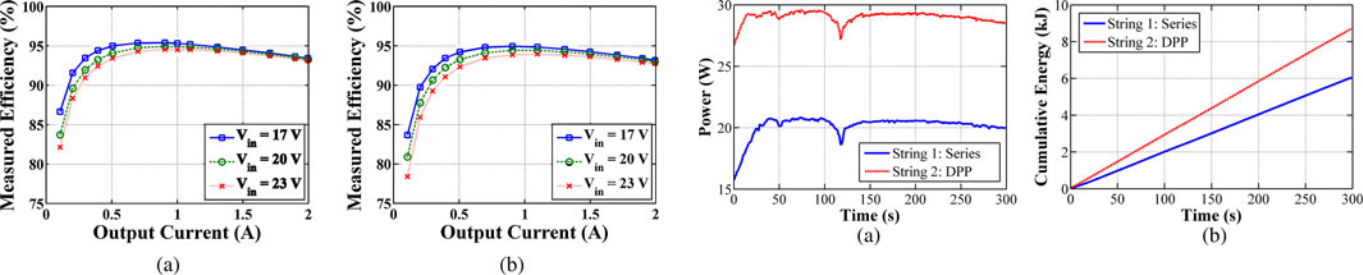 Measured Efficiency (%)
100
95
90
85
80
75
V_in = 17 V
V_in = 20 V
V_in = 23 V
0
0.5
1
1.5
2
Output Current (A)
(a)
Measured Efficiency (%)
100
95
90
85
80
75
V_in = 17 V
V_in = 20 V
V_in = 23 V
0
0.5
1
1.5
2
Output Current (A)
(b)
Power (W)
30
25
20
15
String 1: Series
String 2: DPP
0
50
100
150
200
250
300
Time (s)
(a)
Cumulative Energy (kJ)
10
8
6
4
2
0
String 1: Series
String 2: DPP
0
50
100
150
200
250
300
Time (s)
(b)